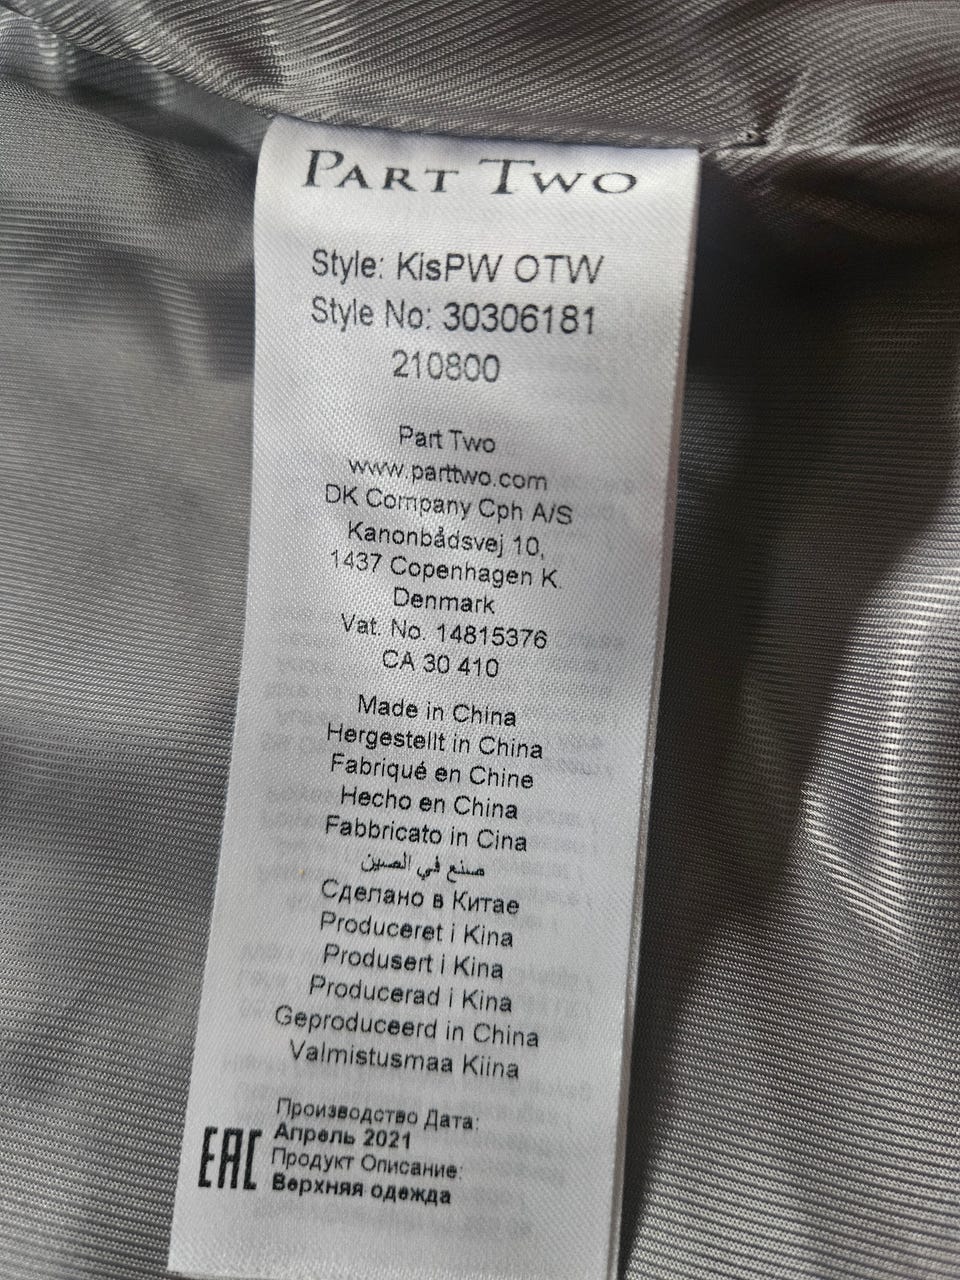 PART TWO
Style: KisPW OTW
Style No: 30306181
210800
Part Two
www.parttwo.com
DK Company Cph A/S
Kanonbådsvej 10,
1437 Copenhagen K.
Denmark
Vat. No. 14815376
CA 30 410
Made in China
Hergestellt in China
Fabriqué en Chine
Hecho en China
Fabbricato in Cina
صنع في الصين
Сделано в Китае
Produceret i Kina
Produsert i Kina
Producerad i Kina
Geproduceerd in China
Valmistusmaa Kiina
Производство Дата:
Апрель 2021
Продукт Описание:
Верхняя одежда
EAC